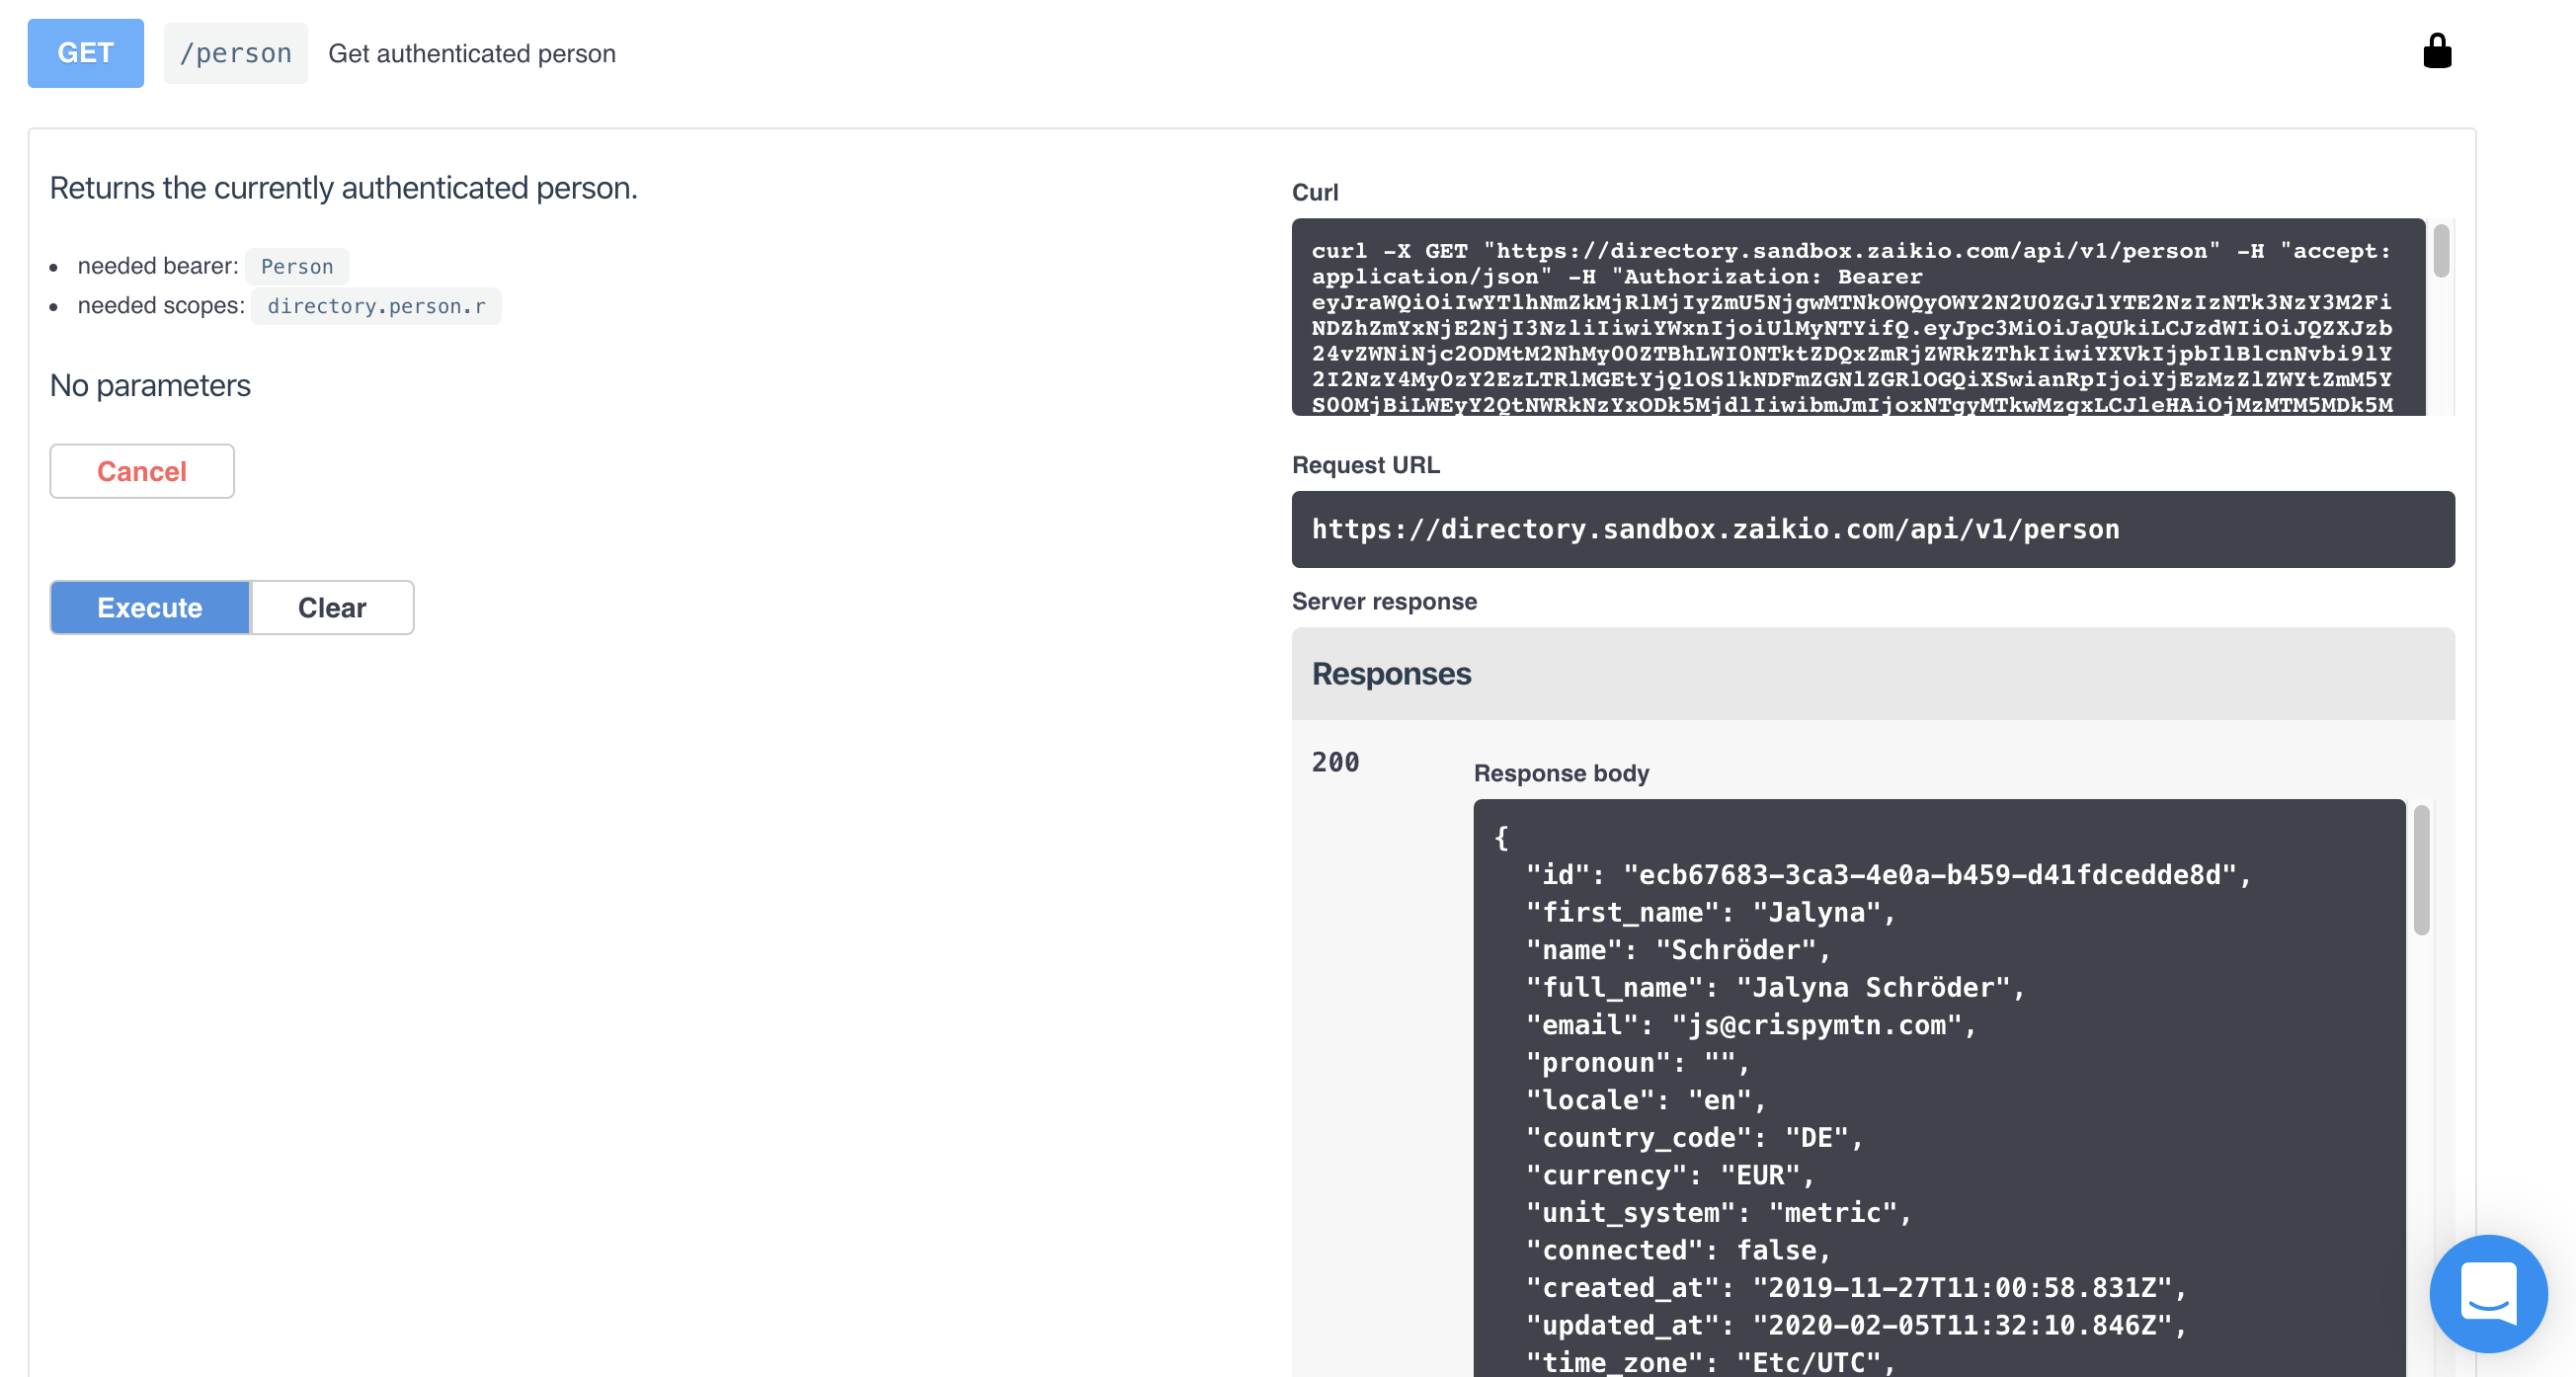 GET /person Get authenticated person
Returns the currently authenticated person.
needed bearer: Person
needed scopes: directory.person.r
No parameters
Cancel
Execute Clear
Curl
curl -X GET "https://directory.sandbox.zaikio.com/api/v1/person" -H "accept:
application/json" -H "Authorization: Bearer
eyJraWQiOiIwYTlhNmZkMjRlMjIyZmU5NjgwMTNkOWQyOWY2N2U0ZGJlYTE2NzIzNTk3NzY3M2Fi
NDZhZmYxNjE2NjI3NzliIiwiYWxnIjoiUlMyNTYifQ.eyJpc3MiOiJaQUkiLCJzdWIiOiJQZXJzb
24vZWNiNjc2ODMtM2NhMy00ZTBhLWI0NTktZDQxZmRjZWRkZThkIiwiYXVkIjpbIlBlcnNvbi9lY
2I2NzY4My0zY2EzLTRlMGEtYjQ1OS1kNDFmZGNlZGRlOGQiXSwianRpIjoiYjEzMzZlZWYtZmM5Y
S00MjBiLWEyY2QtNWRkNzYxODk5MjdlIiwibmJmIjoxNTgyMTkwMzgxLCJleHAiOjMzMTM5MDk5M
Request URL
https://directory.sandbox.zaikio.com/api/v1/person
Server response
Responses
200
Response body
{
"id": "ecb67683-3ca3-4e0a-b459-d41fdcedde8d",
"first_name": "Jalyna",
"name": "Schröder",
"full_name": "Jalyna Schröder",
"email": "js@crispymtn.com",
"pronoun": "",
"locale": "en",
"country_code": "DE",
"currency": "EUR",
"unit_system": "metric",
"connected": false,
"created_at": "2019-11-27T11:00:58.831Z",
"updated_at": "2020-02-05T11:32:10.846Z",
"time_zone": "Etc/UTC",